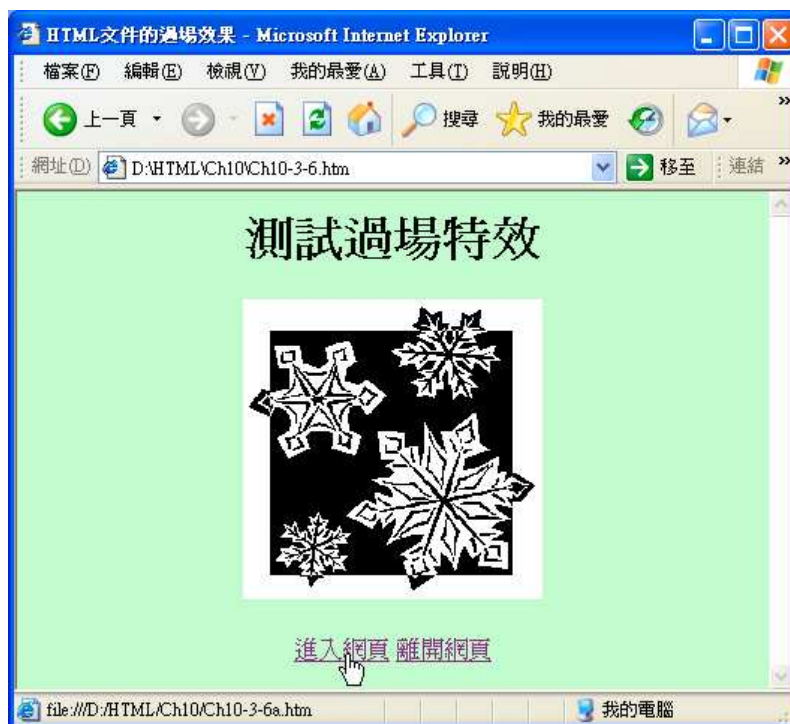 HTML文件的過場效果 - Microsoft Internet Explorer
檔案(F) 編輯(E) 檢視(V) 我的最愛(A) 工具(T) 說明(H)
上一頁 搜尋 我的最愛 »
網址(D) D:\HTML\Ch10\Ch10-3-6.htm 移至 連結 »
測試過場特效
進入網頁 離開網頁
file:///D:/HTML/Ch10/Ch10-3-6a.htm 我的電腦